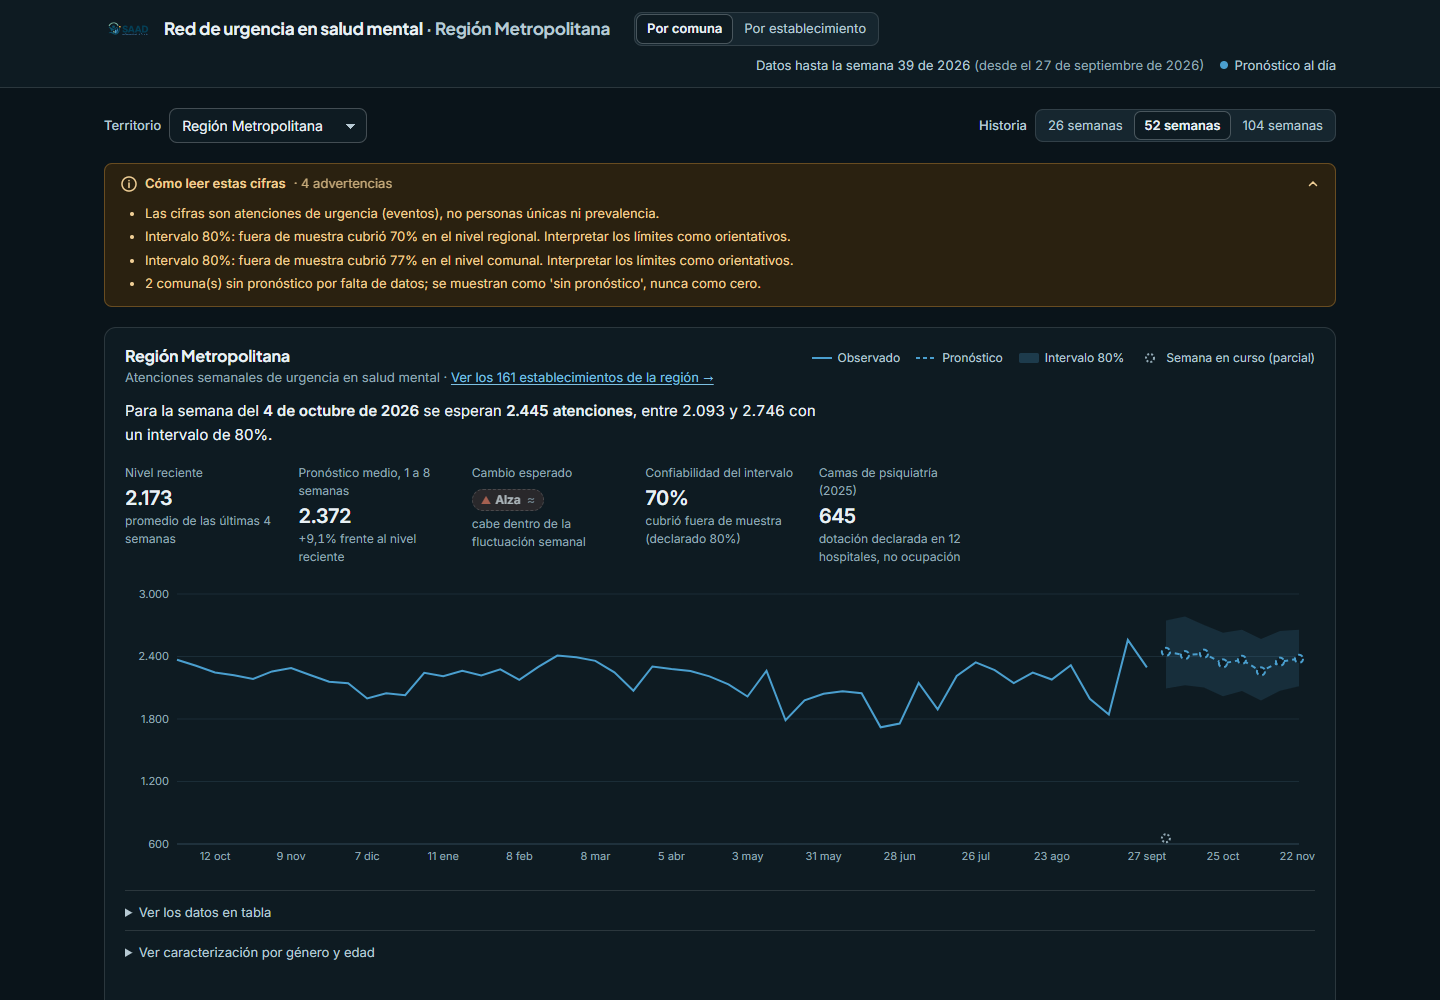 SAAD
Red de urgencia en salud mental · Región Metropolitana
Por comuna
Por establecimiento
Datos hasta la semana 39 de 2026 (desde el 27 de septiembre de 2026)
Pronóstico al día
Territorio
Región Metropolitana
Historia
26 semanas
52 semanas
104 semanas
Cómo leer estas cifras · 4 advertencias
• Las cifras son atenciones de urgencia (eventos), no personas únicas ni prevalencia.
• Intervalo 80%: fuera de muestra cubrió 70% en el nivel regional. Interpretar los límites como orientativos.
• Intervalo 80%: fuera de muestra cubrió 77% en el nivel comunal. Interpretar los límites como orientativos.
• 2 comuna(s) sin pronóstico por falta de datos; se muestran como 'sin pronóstico', nunca como cero.
Región Metropolitana
Atenciones semanales de urgencia en salud mental · Ver los 161 establecimientos de la región →
Observado
Pronóstico
Intervalo 80%
Semana en curso (parcial)
Para la semana del 4 de octubre de 2026 se esperan 2.445 atenciones, entre 2.093 y 2.746 con
un intervalo de 80%.
Nivel reciente
2.173
promedio de las últimas 4
semanas
Pronóstico medio, 1 a 8
semanas
2.372
+9,1% frente al nivel
reciente
Cambio esperado
▲ Alza ≈
cabe dentro de la
fluctuación semanal
Confiabilidad del intervalo
70%
cubrió fuera de muestra
(declarado 80%)
Camas de psiquiatría
(2025)
645
dotación declarada en 12
hospitales, no ocupación
3.000
2.400
1.800
1.200
600
12 oct
9 nov
7 dic
11 ene
8 feb
8 mar
5 abr
3 may
31 may
28 jun
26 jul
23 ago
27 sept
25 oct
22 nov
▶ Ver los datos en tabla
▶ Ver caracterización por género y edad